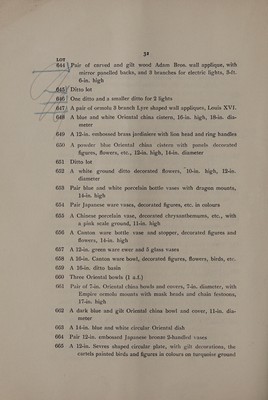 34
LOT
644 Pair of carved and gilt wood Adam Bros. wall applique, with
mirror panelled backs, and 3 branches for electric lights, 3-ft.
6-in. high
645 Ditto lot
646 One ditto and a smaller ditto for 2 lights
647 A pair of ormolu 3 branch Lyre shaped wall appliques, Louis XVI.
648 A blue and white Oriental china cistern, 16-in. high, 18-in. dia-
meter
649 A 12-in. embossed brass jardiniere with lion head and ring handles
650 A powder blue Oriental china cistern with panels decorated
figures, flowers, etc., 12-in. high, 14-in. diameter
651 Ditto lot
652 A white ground ditto decorated flowers, 10-in. high, 12-in.
diameter
653 Pair blue and white porcelain bottle vases with dragon mounts,
14-in. high
654 Pair Japanese ware vases, decorated figures, etc. in colours
655 A Chinese porcelain vase, decorated chrysanthemums, etc., with
a pink scale ground, 11-in. high
656 A Canton ware bottle vase and stopper, decorated figures and
flowers, 14-in. high
657 A 12-in. green ware ewer and 6 glass vases
658 A 16-in. Canton ware bowl, decorated figures, flowers, birds, etc.
659 A 16-in. ditto basin
660 Three Oriental bowls (1 a.f.)
661 Pair of 7-in. Oriental china bowls and covers, 7-in. diameter, with
Empire ormolu mounts with mask heads and chain festoons,
17-in. high
662 A dark blue and gilt Oriental china bowl and cover, 11-in. dia-
meter
663 A 14-in. blue and white circular Oriental dish
664 Pair 12-in. embossed Japanese bronze 2-handled vases
665 A 12-in. Sevres shaped circular plate, with gilt decorations, the
cartels painted birds and figures in colours on turquoise ground